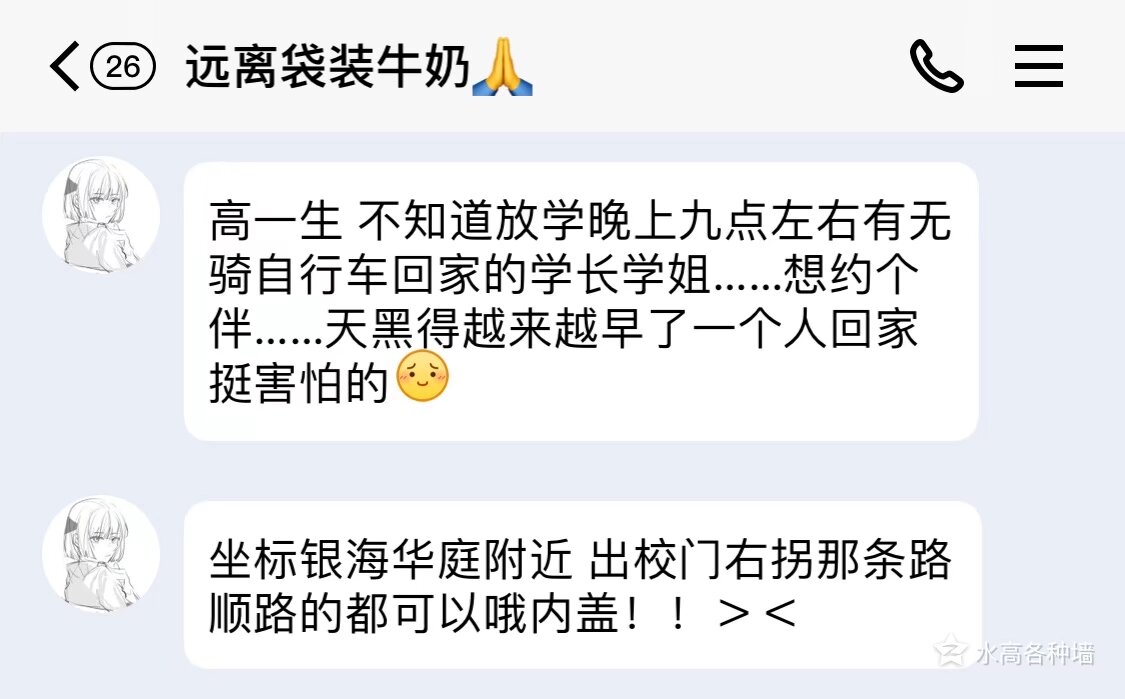 26
远离袋装牛奶🙏
高一生 不知道放学晚上九点左右有无
骑自行车回家的学长学姐……想约个
伴……天黑得越来越早了一个人回家
挺害怕的😔
坐标银海华庭附近 出校门右拐那条路
顺路的都可以哦内盖！！＞＜
水高各种墙